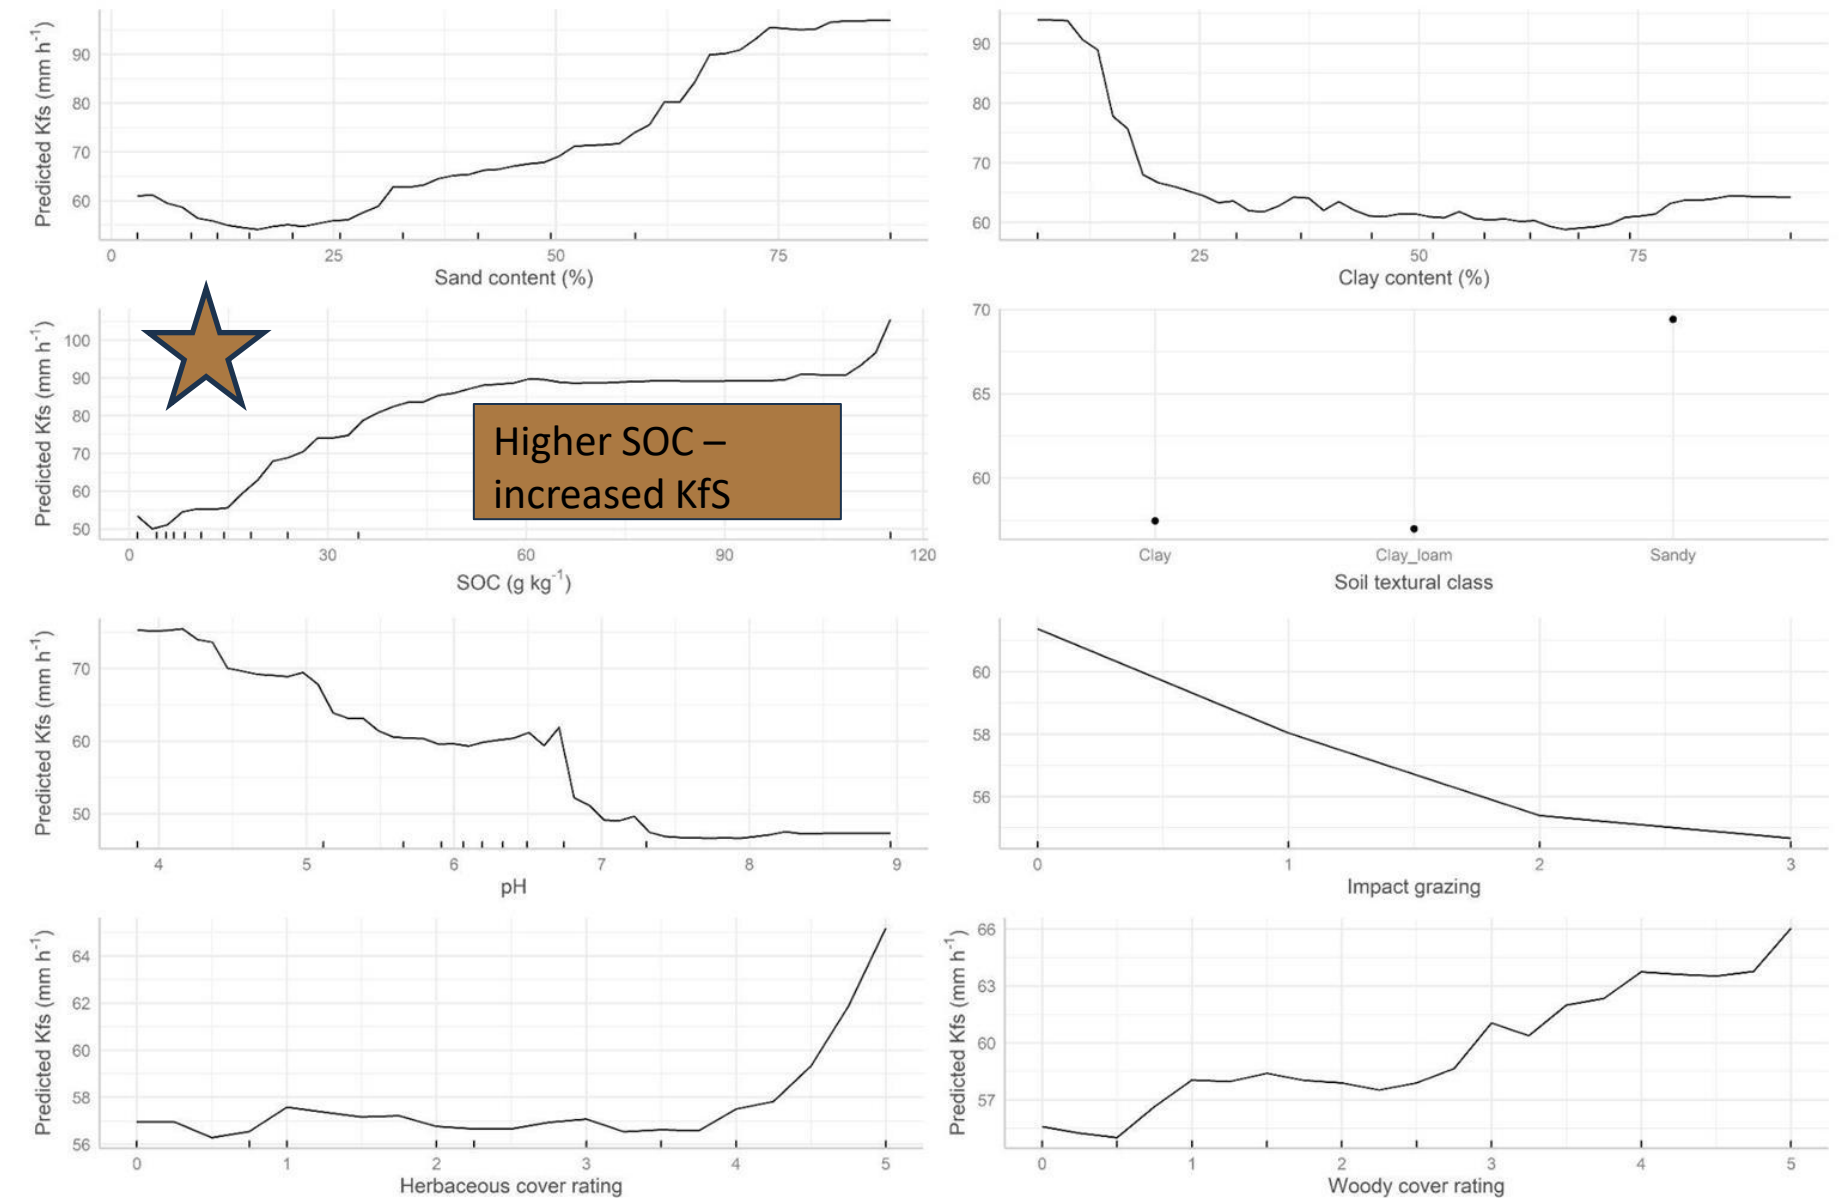 Predicted Kfs (mm h⁻¹)
90
80
70
60
0 25 50 75
Sand content (%)
90
80
70
60
25 50 75
Clay content (%)
Predicted Kfs (mm h⁻¹)
100
90
80
70
60
50
0 30 60 90 120
SOC (g kg⁻¹)
Higher SOC –
increased KfS
70
65
60
Clay Clay_loam Sandy
Soil textural class
Predicted Kfs (mm h⁻¹)
70
60
50
4 5 6 7 8 9
pH
60
58
56
0 1 2 3
Impact grazing
Predicted Kfs (mm h⁻¹)
64
62
60
58
56
0 1 2 3 4 5
Herbaceous cover rating
Predicted Kfs (mm h⁻¹)
66
63
60
57
0 1 2 3 4 5
Woody cover rating